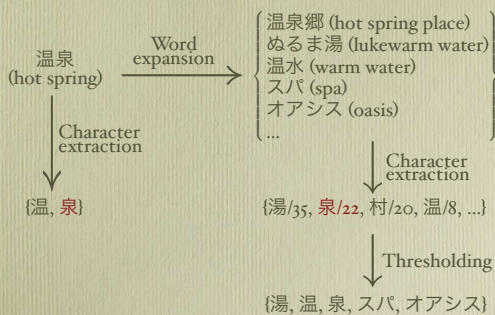 温泉
(hot spring)
Word
expansion
温泉郷 (hot spring place)
ぬるま湯 (lukewarm water)
温水 (warm water)
スパ (spa)
オアシス (oasis)
...
Character
extraction
Character
extraction
{温, 泉}
{湯/35, 泉/22, 村/20, 温/8, ...}
Thresholding
{湯, 温, 泉, スパ, オアシス}